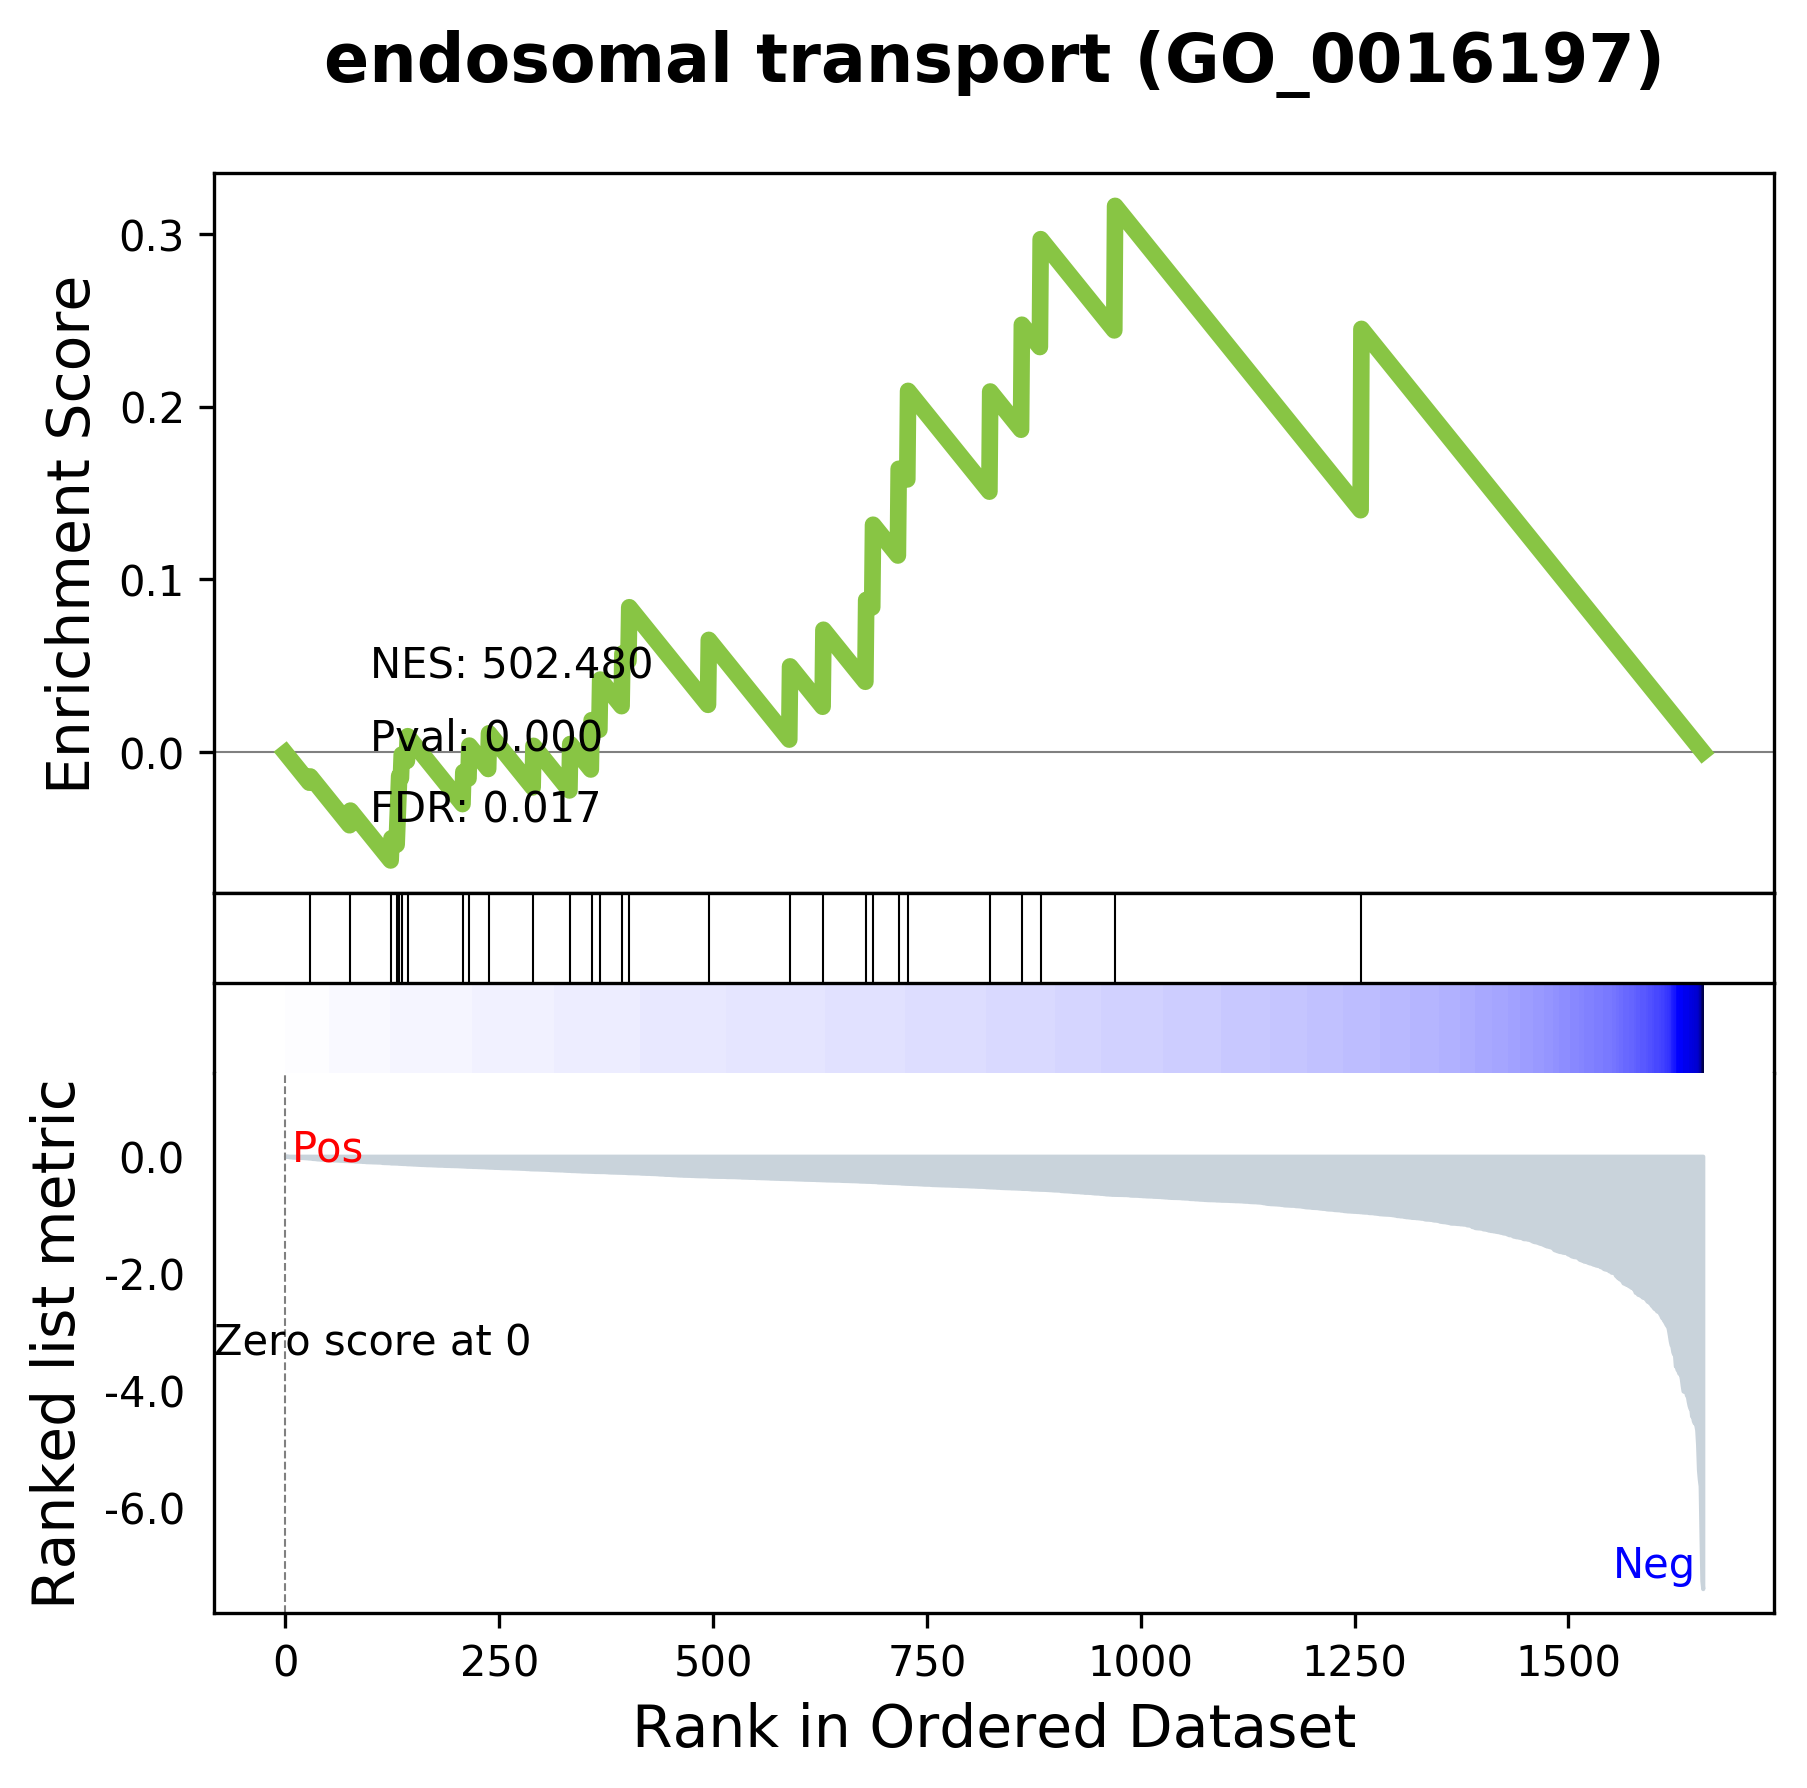 endosomal transport (GO_0016197)
Enrichment Score
0.3
0.2
0.1
0.0
NES: 502.480
Pval: 0.000
FDR: 0.017
Ranked list metric
0.0
-2.0
-4.0
-6.0
Pos
Zero score at 0
Neg
0 250 500 750 1000 1250 1500
Rank in Ordered Dataset